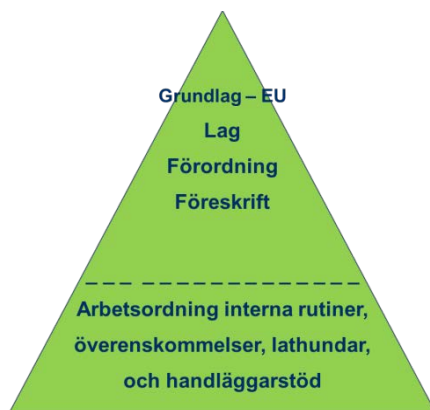 Grundlag – EU
Lag
Förordning
Föreskrift
Arbetsordning interna rutiner,
överenskommelser, lathundar,
och handläggarstöd